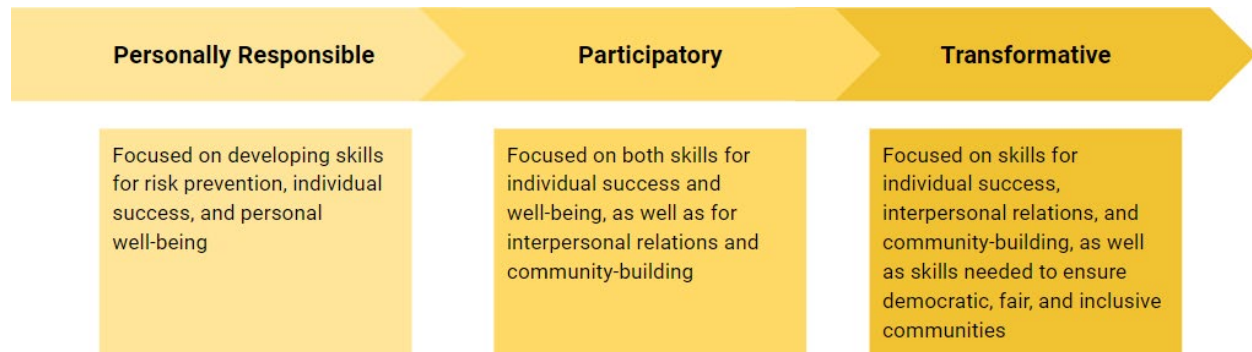 Personally Responsible
Participatory
Transformative
Focused on developing skills
for risk prevention, individual
success, and personal
well-being
Focused on both skills for
individual success and
well-being, as well as for
interpersonal relations and
community-building
Focused on skills for
individual success,
interpersonal relations, and
community-building, as well
as skills needed to ensure
democratic, fair, and inclusive
communities